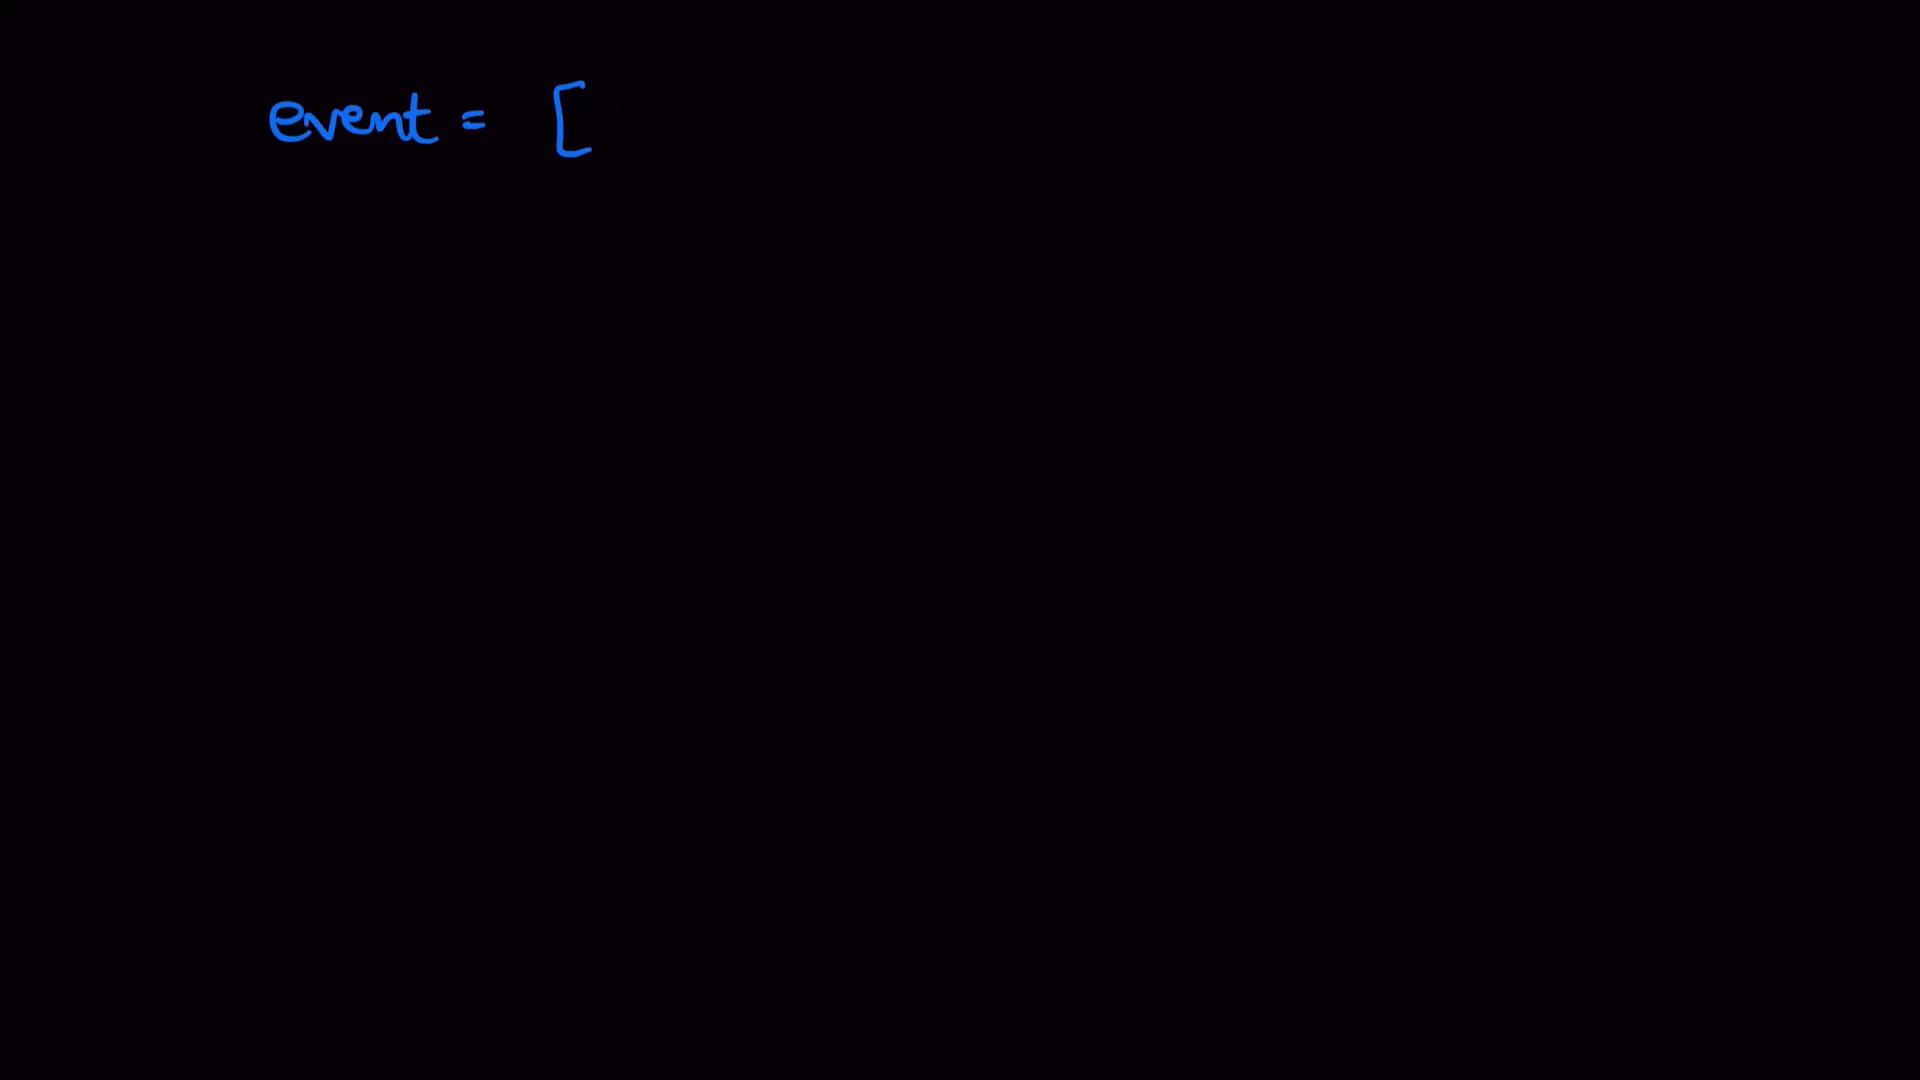 event = [